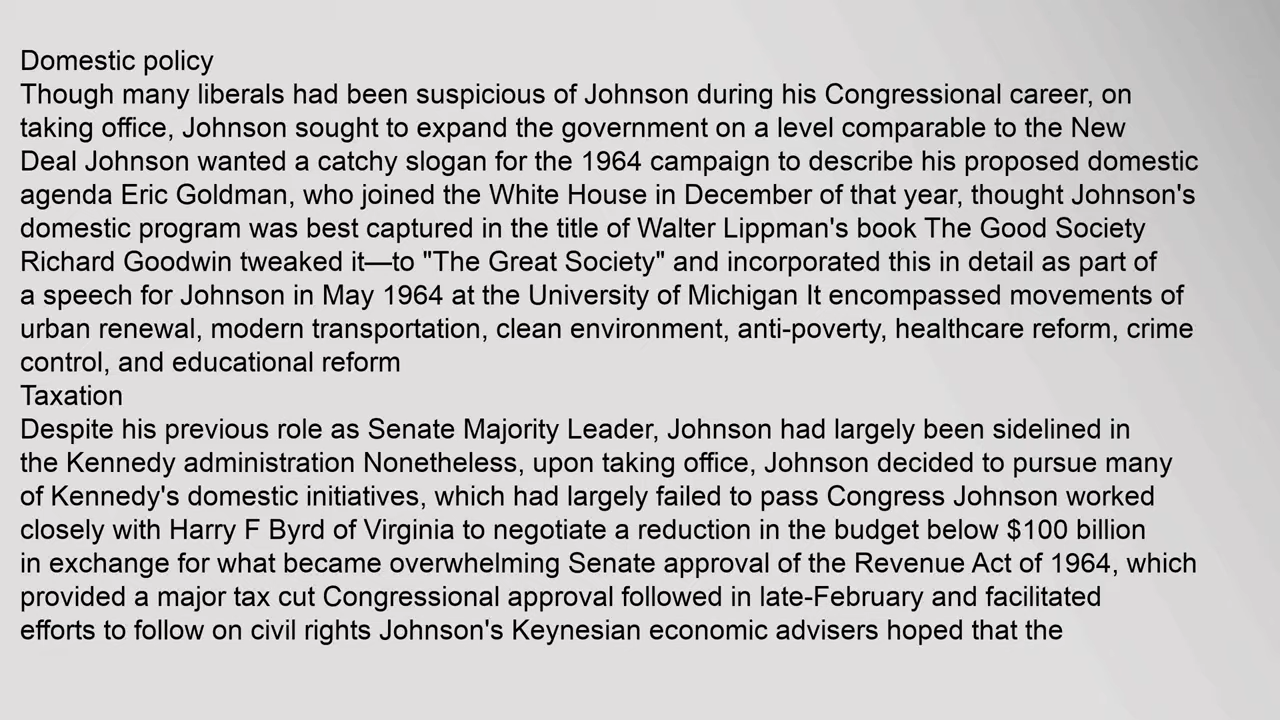 Domestic policy
Though many liberals had been suspicious of Johnson during his Congressional career, on
taking office, Johnson sought to expand the government on a level comparable to the New
Deal Johnson wanted a catchy slogan for the 1964 campaign to describe his proposed domestic
agenda Eric Goldman, who joined the White House in December of that year, thought Johnson's
domestic program was best captured in the title of Walter Lippman's book The Good Society
Richard Goodwin tweaked it—to "The Great Society" and incorporated this in detail as part of
a speech for Johnson in May 1964 at the University of Michigan It encompassed movements of
urban renewal, modern transportation, clean environment, anti-poverty, healthcare reform, crime
control, and educational reform
Taxation
Despite his previous role as Senate Majority Leader, Johnson had largely been sidelined in
the Kennedy administration Nonetheless, upon taking office, Johnson decided to pursue many
of Kennedy's domestic initiatives, which had largely failed to pass Congress Johnson worked
closely with Harry F Byrd of Virginia to negotiate a reduction in the budget below $100 billion
in exchange for what became overwhelming Senate approval of the Revenue Act of 1964, which
provided a major tax cut Congressional approval followed in late-February and facilitated
efforts to follow on civil rights Johnson's Keynesian economic advisers hoped that the